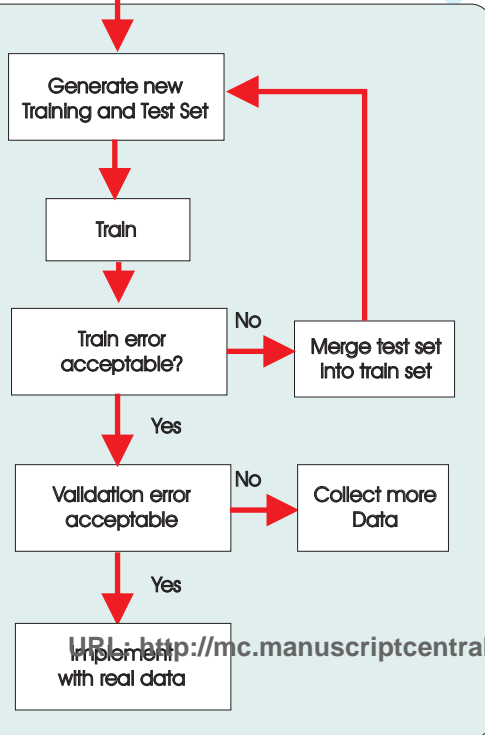 Generate new
Training and Test Set
Train
Train error
acceptable?
No
Merge test set
into train set
Yes
Validation error
acceptable
No
Collect more
Data
Yes
Implement
with real data
URL: http://mc.manuscriptcentral